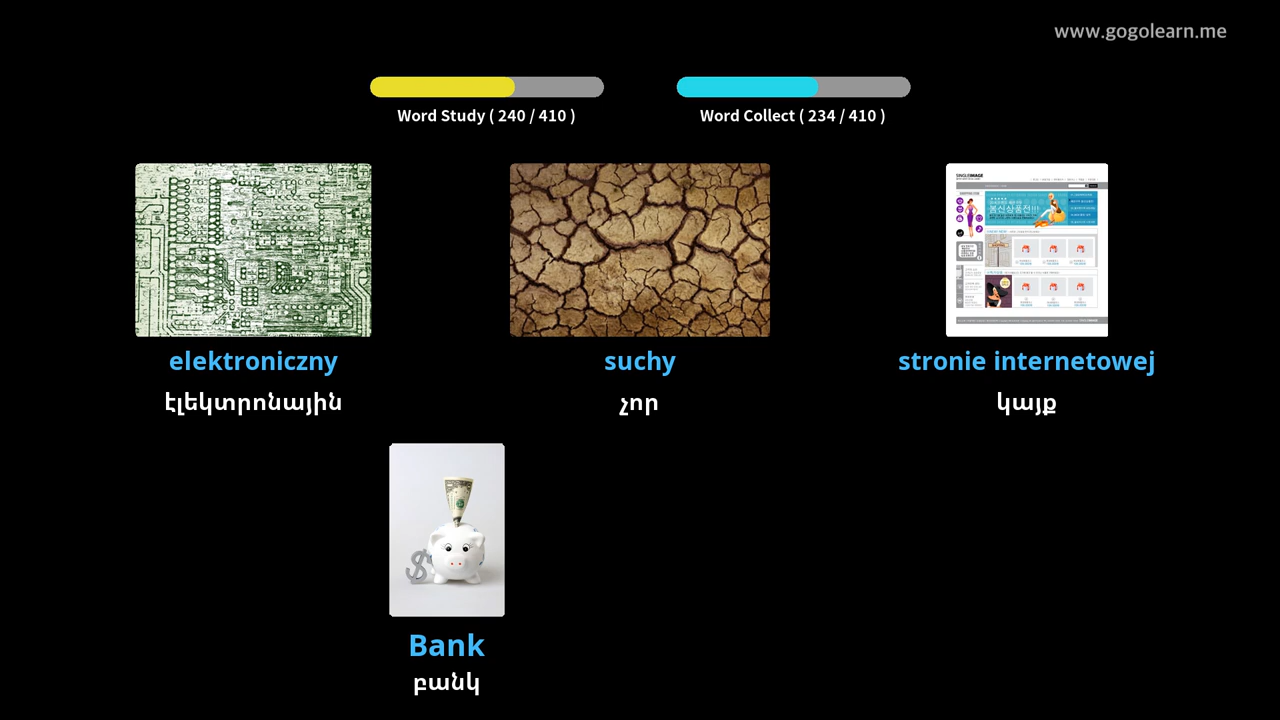 www.gogolearn.me
Word Study ( 240 / 410 )
Word Collect ( 234 / 410 )
elektroniczny
suchy
stronie internetowej
էլեկտրոնային
չոր
կայք
Bank
բանկ